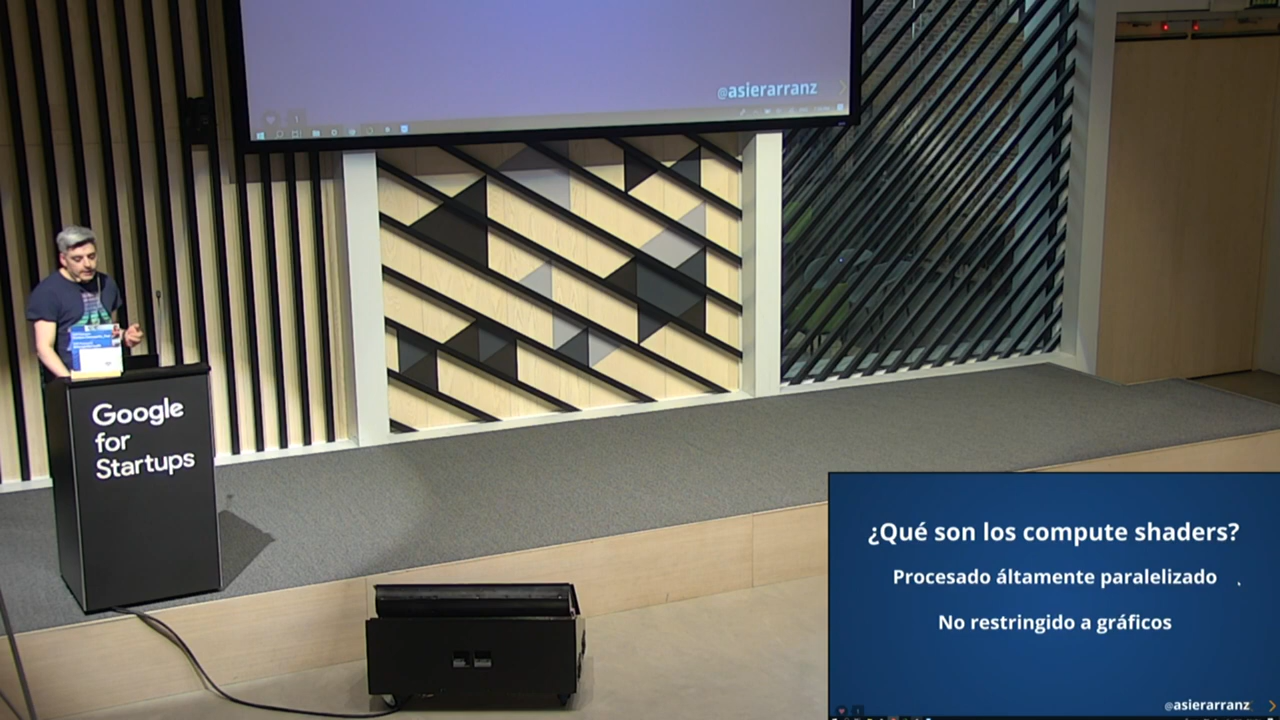 @asierarranz
Google
for
Startups
¿Qué son los compute shaders?
Procesado áltamente paralelizado
No restringido a gráficos
@asierarranz